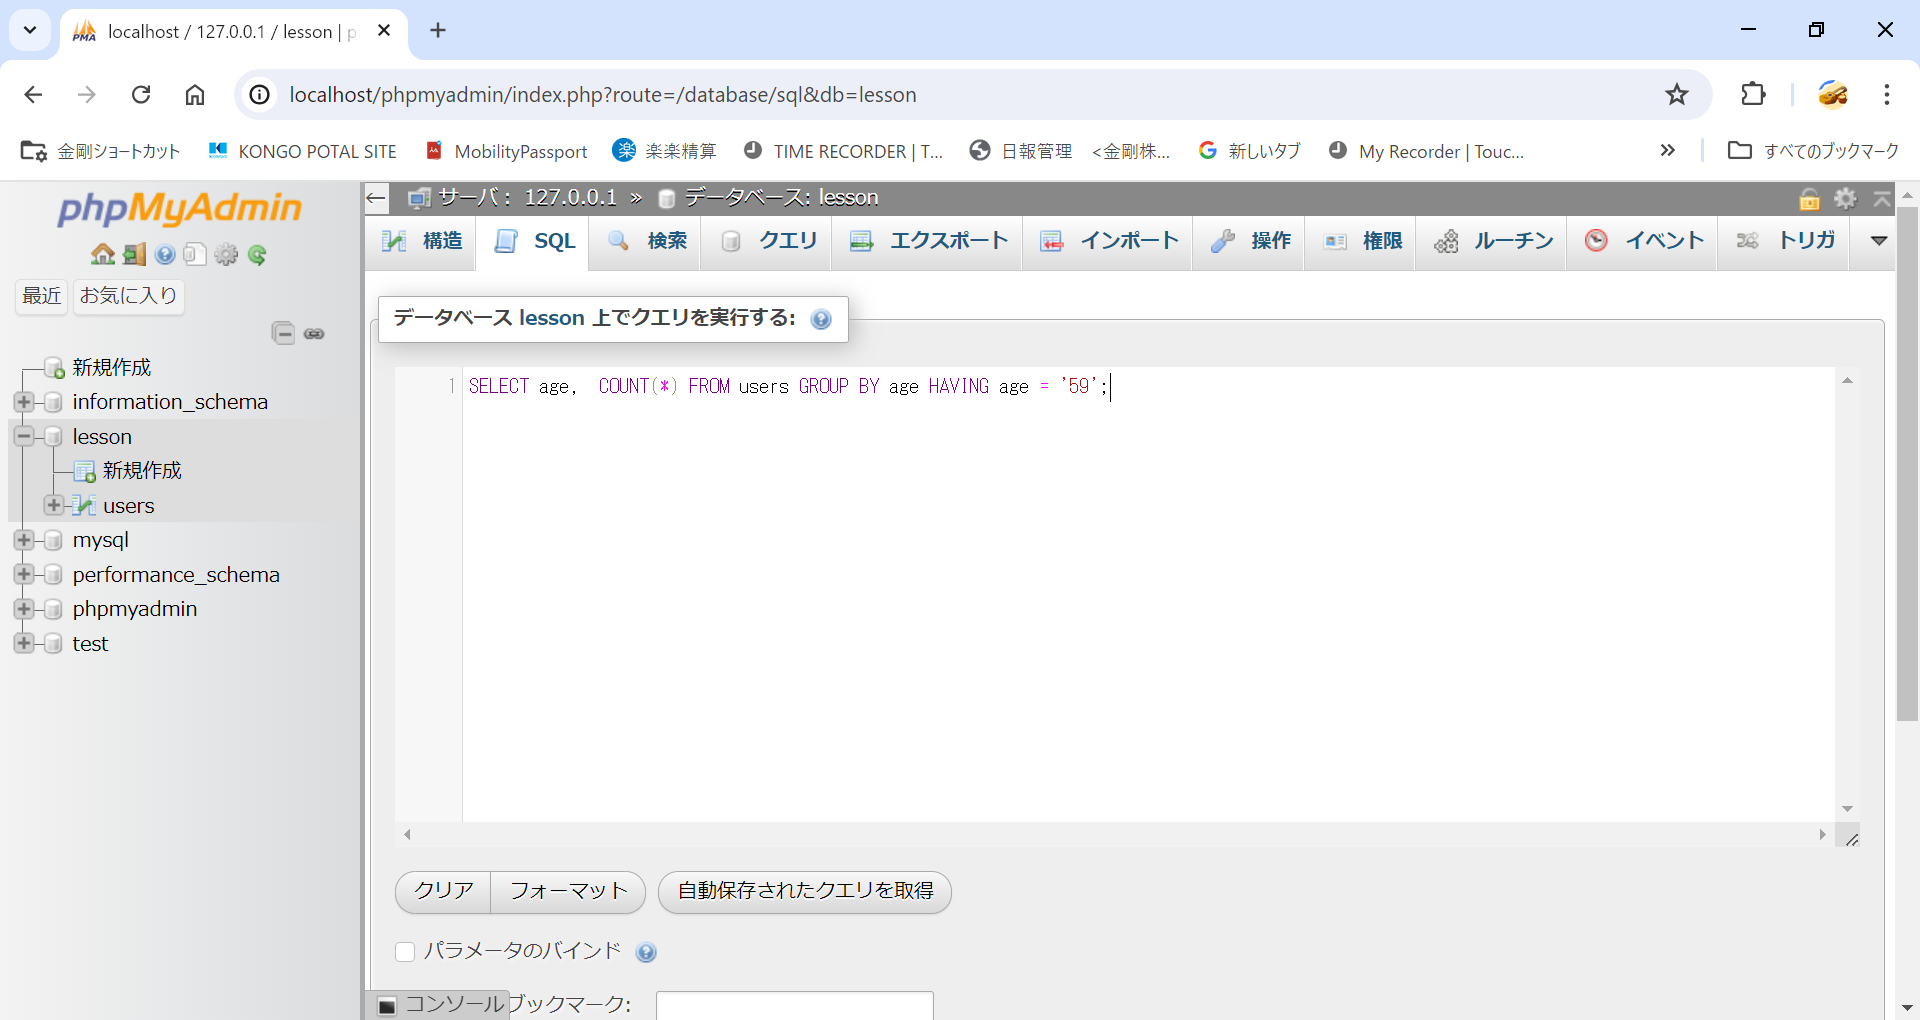 localhost / 127.0.0.1 / lesson | p
localhost/phpmyadmin/index.php?route=/database/sql&db=lesson
金剛ショートカット KONGO POTAL SITE MobilityPassport 楽楽精算 TIME RECORDER | T... 日報管理 <金剛株... 新しいタブ My Recorder | Touc... » すべてのブックマーク
phpMyAdmin
最近 お気に入り
新規作成
information_schema
lesson
新規作成
users
mysql
performance_schema
phpmyadmin
test
サーバ: 127.0.0.1 » データベース: lesson
構造 SQL 検索 クエリ エクスポート インポート 操作 権限 ルーチン イベント トリガ
データベース lesson 上でクエリを実行する:
1 SELECT age,  COUNT(*) FROM users GROUP BY age HAVING age = '59';
クリア フォーマット 自動保存されたクエリを取得
パラメータのバインド
コンソール ブックマーク: